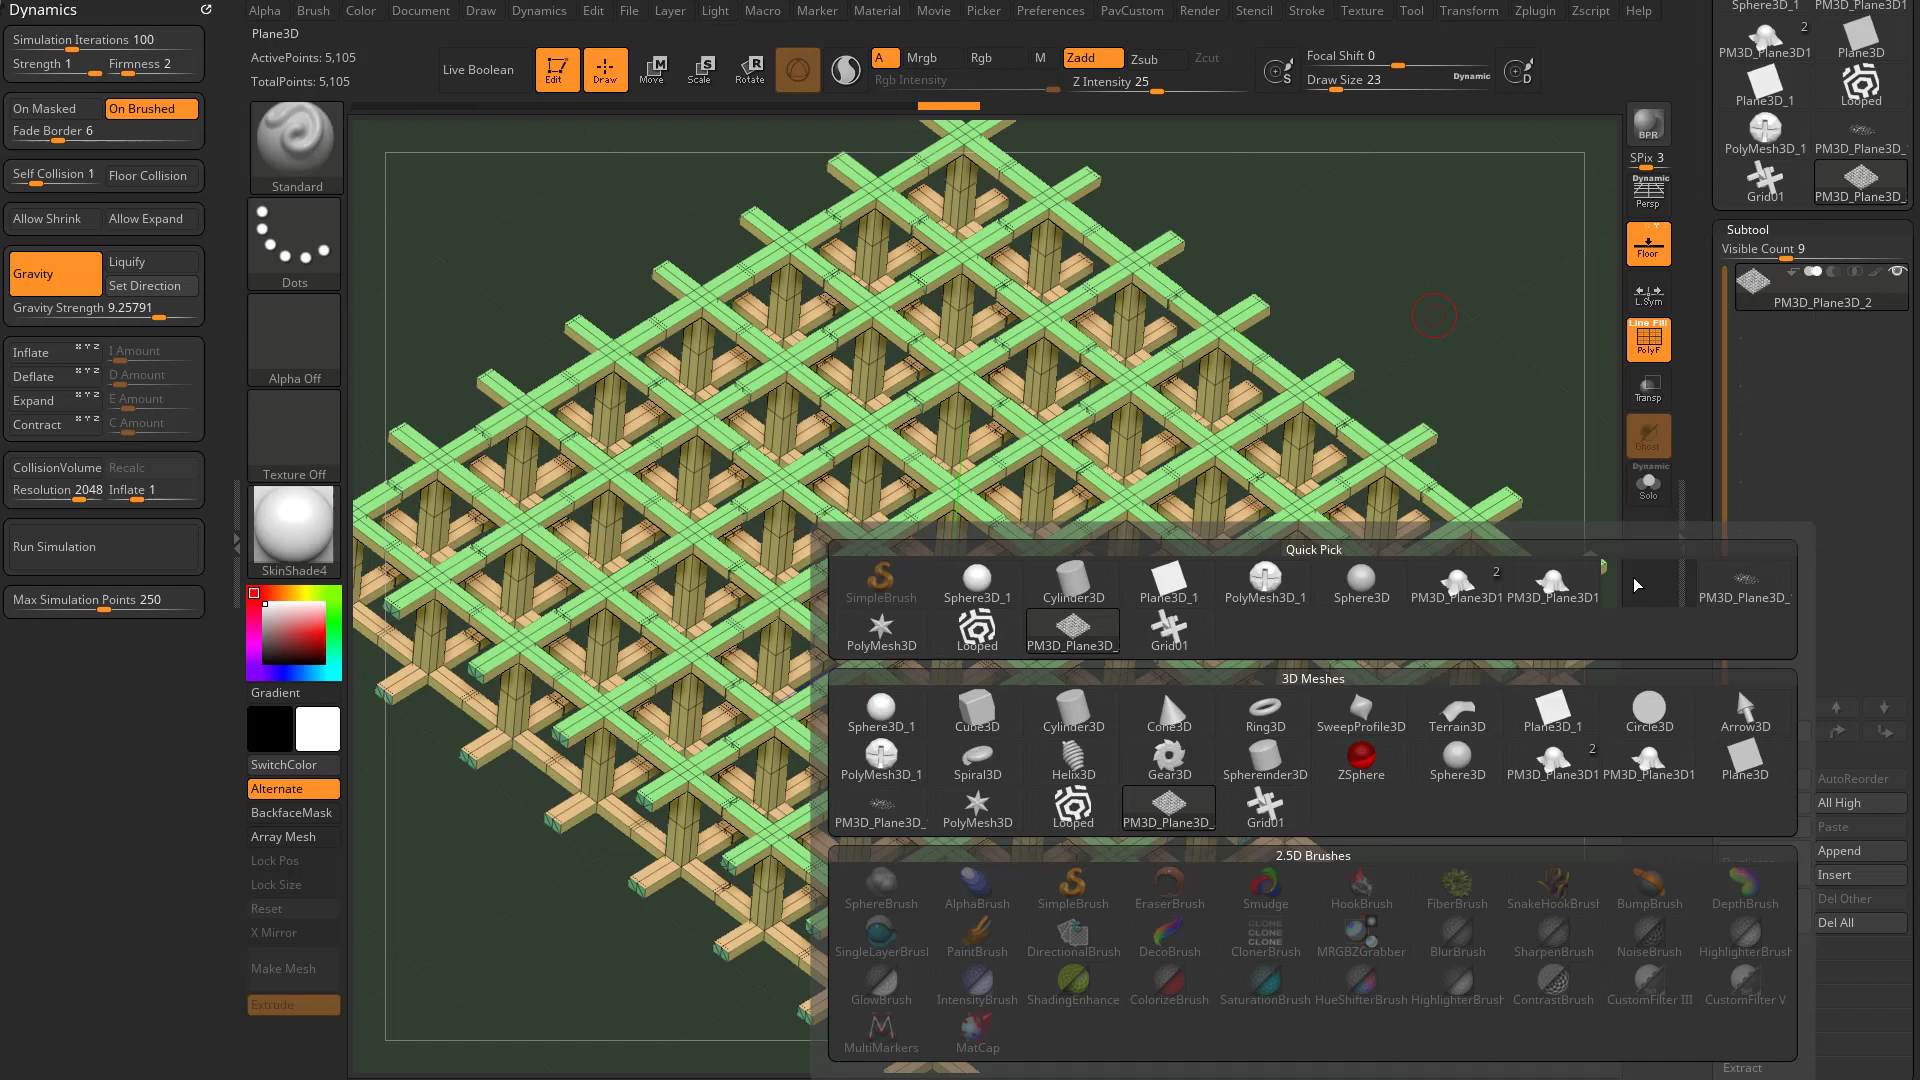 Dynamics
Simulation Iterations 100
Strength 1 Firmness 2
On Masked On Brushed
Fade Border 6
Self Collision 1 Floor Collision
Allow Shrink Allow Expand
Gravity Liquify
Set Direction
Gravity Strength 9.25791
Inflate X Y Z I Amount
Deflate X Y Z D Amount
Expand X Y Z E Amount
Contract X Y Z C Amount
CollisionVolume Recalc
Resolution 2048 Inflate 1
Run Simulation
Max Simulation Points 250
Alpha Brush Color Document Draw Dynamics Edit File Layer Light Macro Marker Material Movie Picker Preferences PavCustom Render Stencil Stroke Texture Tool Transform Zplugin Zscript Help
Plane3D
ActivePoints: 5,105
TotalPoints: 5,105
Live Boolean
Edit
Draw
M
Move
S
Scale
R
Rotate
A Mrgb Rgb M Zadd Zsub Zcut
Rgb Intensity Z Intensity 25
S
Focal Shift 0
Draw Size 23 Dynamic
D
Standard
Dots
Alpha Off
Texture Off
SkinShade4
Gradient
SwitchColor
Alternate
BackfaceMask
Array Mesh
Lock Pos
Lock Size
Reset
X Mirror
Make Mesh
Extrude
BPR
SPix 3
Dynamic
Persp
Floor
L.Sym
Line Fill
PolyF
Transp
Ghost
Dynamic
Solo
Sphere3D_1 PM3D_Plane3D1
2
PM3D_Plane3D1 Plane3D
Plane3D_1 Looped
PolyMesh3D_1 PM3D_Plane3D_
Grid01 PM3D_Plane3D_
Subtool
Visible Count 9
PM3D_Plane3D_2
Quick Pick
2
SimpleBrush Sphere3D_1 Cylinder3D Plane3D_1 PolyMesh3D_1 Sphere3D PM3D_Plane3D1 PM3D_Plane3D1 PM3D_Plane3D_
PolyMesh3D Looped PM3D_Plane3D_ Grid01
3D Meshes
Sphere3D_1 Cube3D Cylinder3D Cone3D Ring3D SweepProfile3D Terrain3D Plane3D_1 Circle3D Arrow3D
2
PolyMesh3D_1 Spiral3D Helix3D Gear3D Sphereinder3D ZSphere Sphere3D PM3D_Plane3D1 PM3D_Plane3D1 Plane3D
PM3D_Plane3D_ PolyMesh3D Looped PM3D_Plane3D_ Grid01
2.5D Brushes
SphereBrush AlphaBrush SimpleBrush EraserBrush Smudge HookBrush FiberBrush SnakeHookBrush BumpBrush DepthBrush
CLONE
CLONE
CLONE
SingleLayerBrusl PaintBrush DirectionalBrush DecoBrush ClonerBrush MRGBZGrabber BlurBrush SharpenBrush NoiseBrush HighlighterBrush
GlowBrush IntensityBrush ShadingEnhance ColorizeBrush SaturationBrush HueShifterBrush HighlighterBrush ContrastBrush CustomFilter III CustomFilter V
MultiMarkers MatCap
AutoReorder
All High
Paste
Append
Insert
Del Other
Del All
Extract